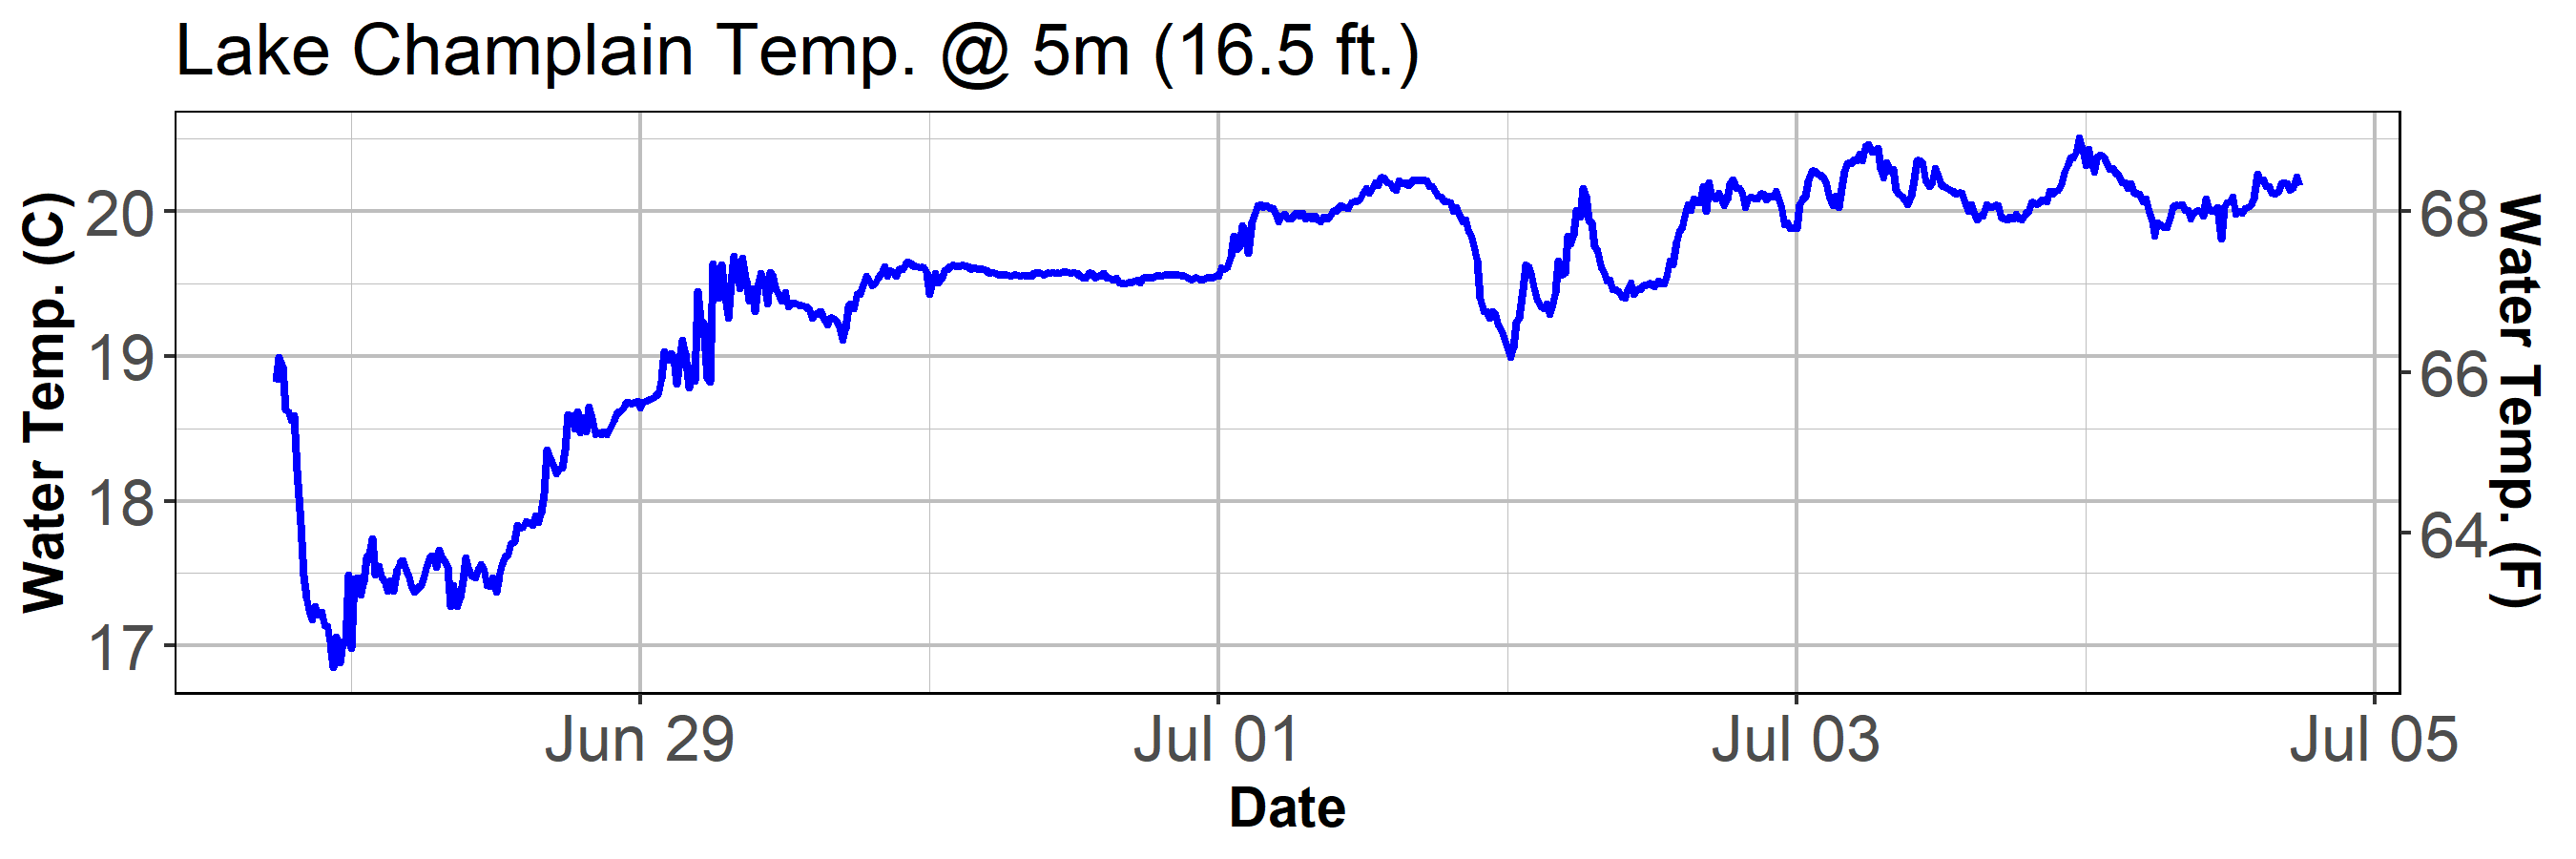 Lake Champlain Temp. @ 5m (16.5 ft.)
Water Temp. (C)
20
19
18
17
68
66
64
Water Temp. (F)
Jun 29
Jul 01
Jul 03
Jul 05
Date